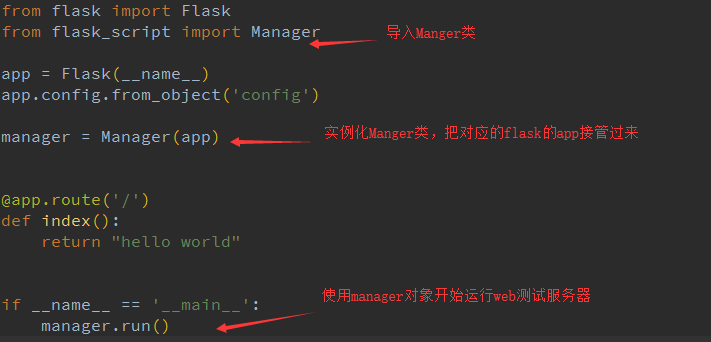 from flask import Flask
from flask_script import Manager
导入Manger类
app = Flask(__name__)
app.config.from_object('config')
manager = Manager(app)
实例化Manger类，把对应的flask的app接管过来
@app.route('/')
def index():
    return "hello world"
使用manager对象开始运行web测试服务器
if __name__ == '__main__':
    manager.run()